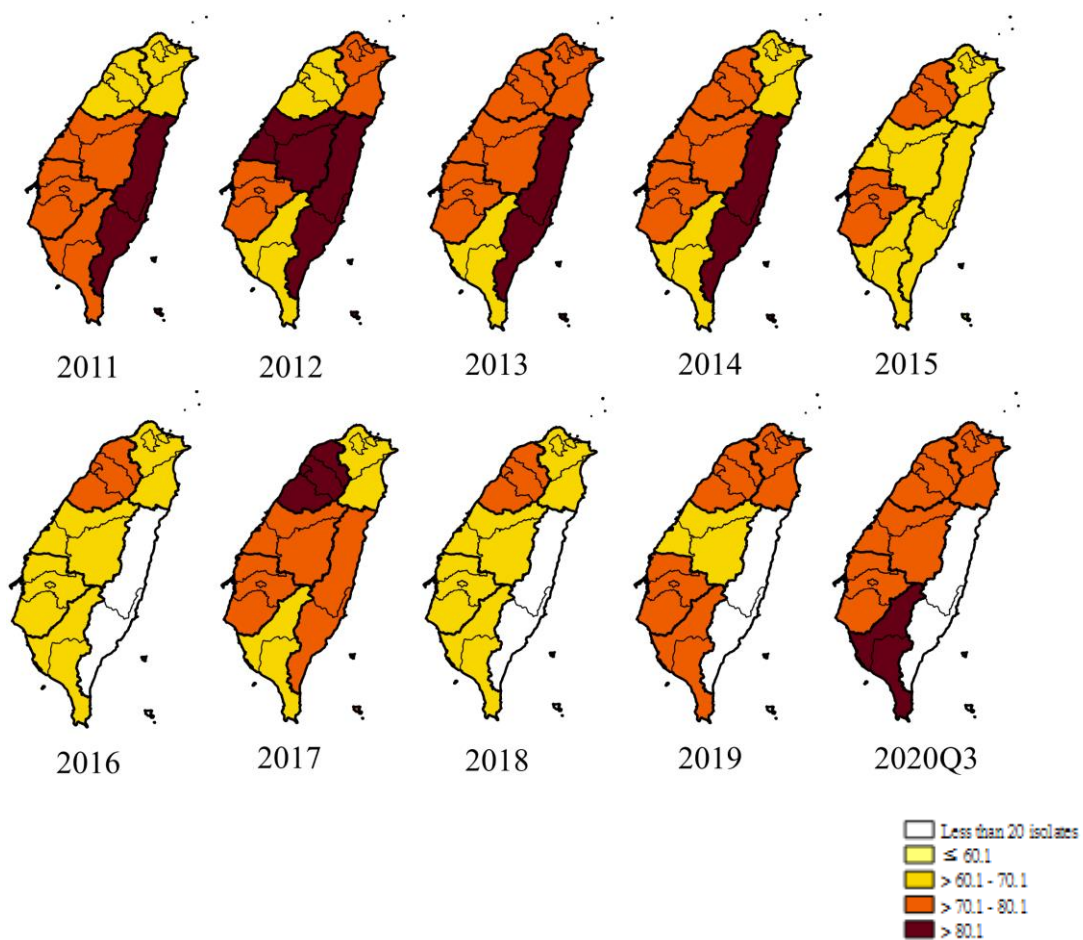 2011 2012 2013 2014 2015
2016 2017 2018 2019 2020Q3
Less than 20 isolates
≤ 60.1
> 60.1 - 70.1
> 70.1 - 80.1
> 80.1